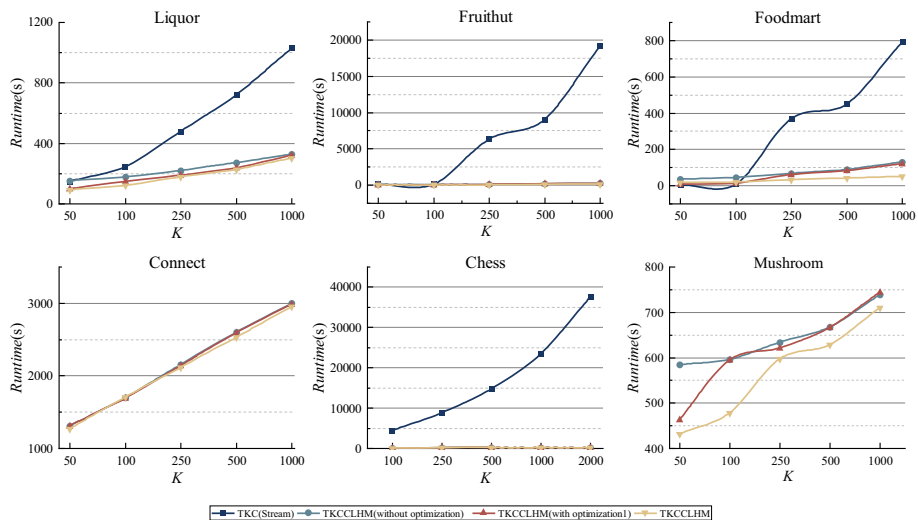 Liquor
1200
800
400
0
Runtime(s)
50 100 250 500 1000
K
Fruithut
20000
15000
10000
5000
0
Runtime(s)
50 100 250 500 1000
K
Foodmart
800
600
400
200
0
Runtime(s)
50 100 250 500 1000
K
Connect
3000
2000
1000
Runtime(s)
50 100 250 500 1000
K
Chess
40000
30000
20000
10000
0
Runtime(s)
100 250 500 1000 2000
K
Mushroom
800
700
600
500
400
Runtime(s)
50 100 250 500 1000
K
TKC(Stream) TKCCLHM(without optimization) TKCCLHM(with optimization1) TKCCLHM